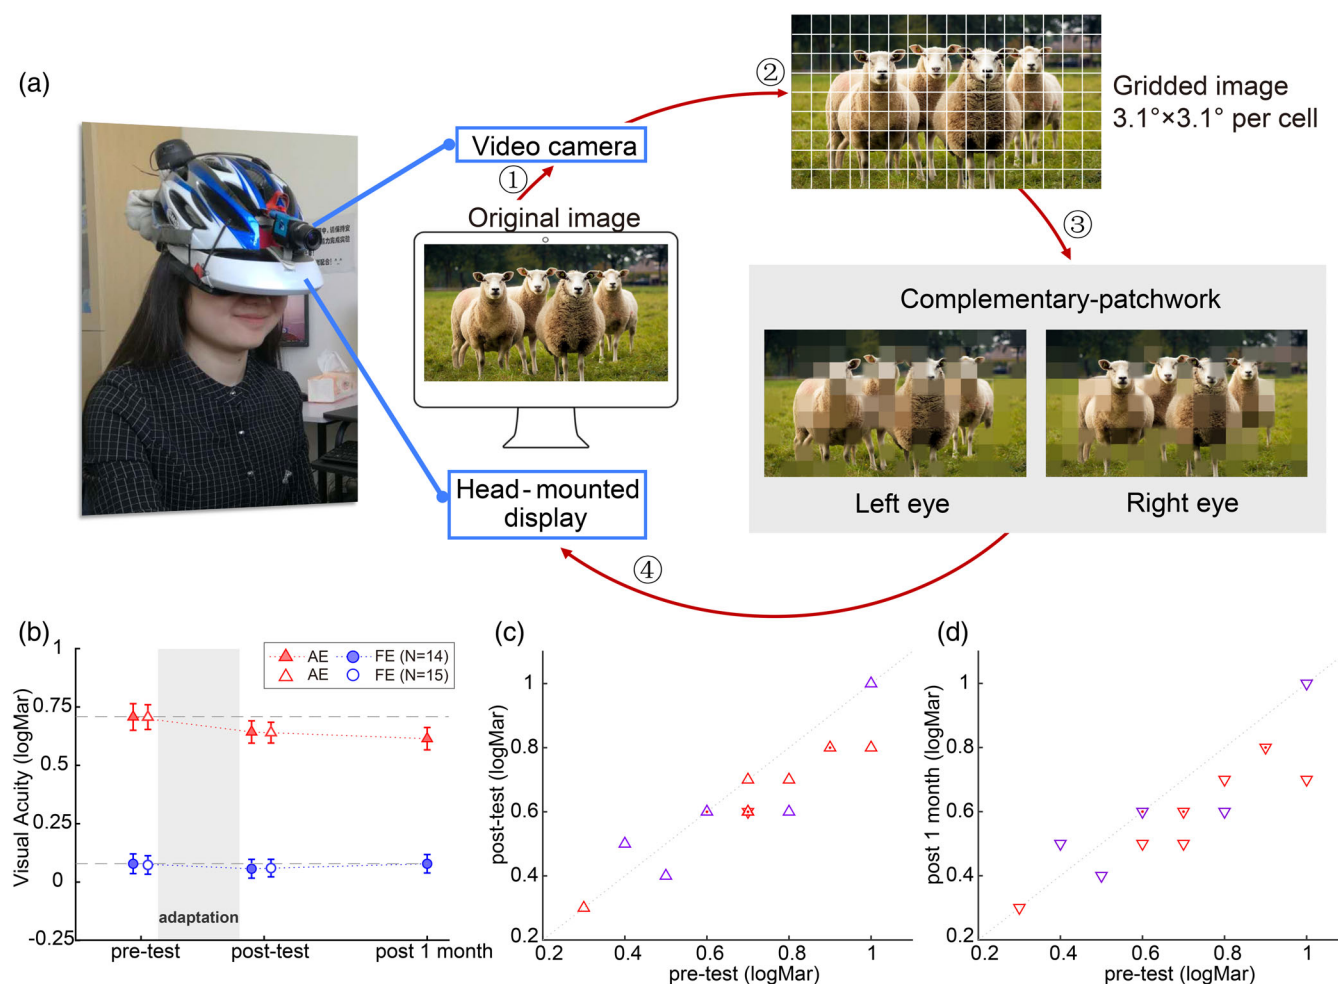 (a)
Video camera
①
Original image
②
Gridded image
3.1°×3.1° per cell
③
Complementary-patchwork
Left eye
Right eye
④
Head-mounted
display
(b)
Visual Acuity (logMar)
1
0.75
0.5
0.25
0
-0.25
AE
FE (N=14)
AE
FE (N=15)
adaptation
pre-test
post-test
post 1 month
(c)
post-test (logMar)
1
0.8
0.6
0.4
0.2
0.2
0.4
0.6
0.8
1
pre-test (logMar)
(d)
post 1 month (logMar)
1
0.8
0.6
0.4
0.2
0.2
0.4
0.6
0.8
1
pre-test (logMar)